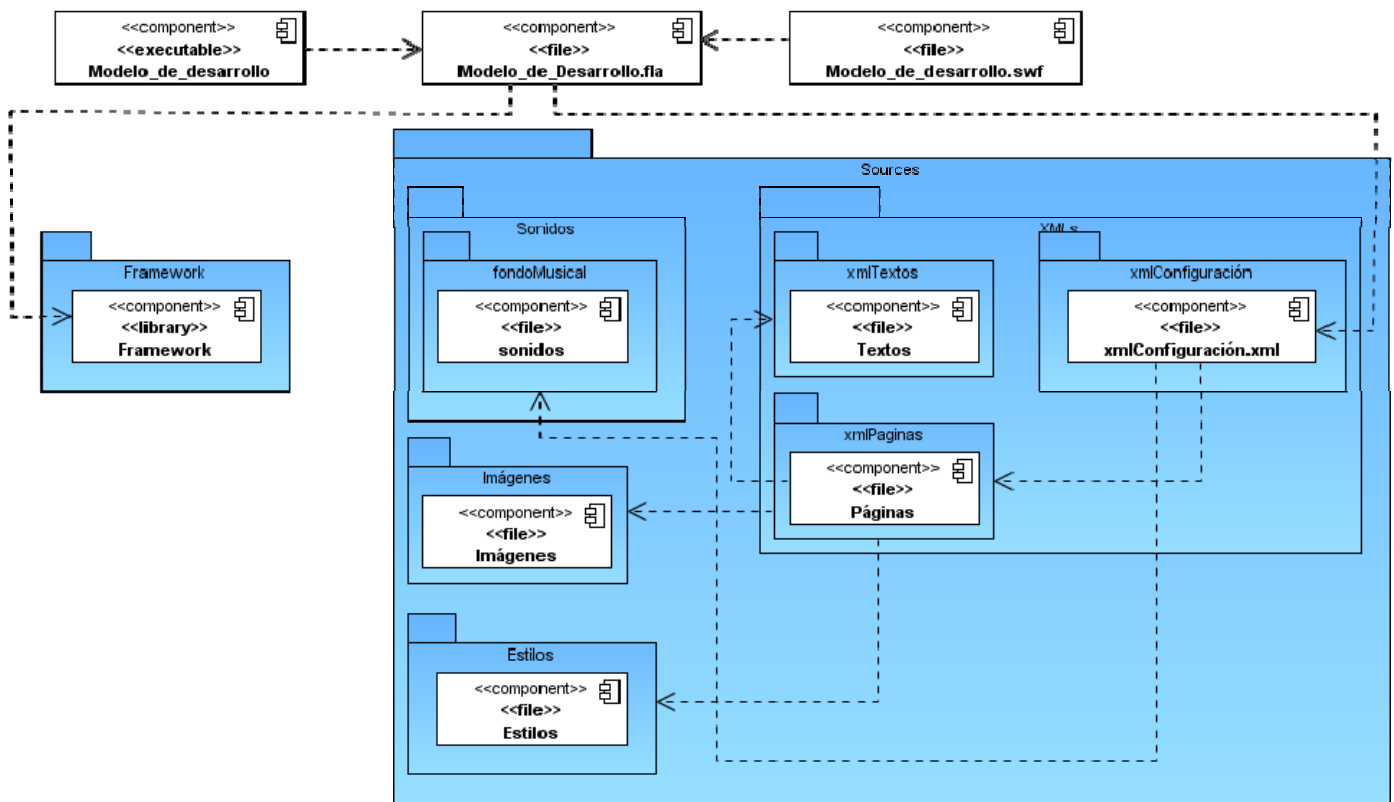 <<component>>
<<executable>>
Modelo_de_desarrollo
<<component>>
<<file>>
Modelo_de_Desarrollo.fla
<<component>>
<<file>>
Modelo_de_desarrollo.swf
Sources
Framework
<<component>>
<<library>>
Framework
Sonidos
fondoMusical
<<component>>
<<file>>
sonidos
XMLs
xmlTextos
<<component>>
<<file>>
Textos
xmlConfiguración
<<component>>
<<file>>
xmlConfiguración.xml
xmlPaginas
<<component>>
<<file>>
Páginas
Imágenes
<<component>>
<<file>>
Imágenes
Estilos
<<component>>
<<file>>
Estilos